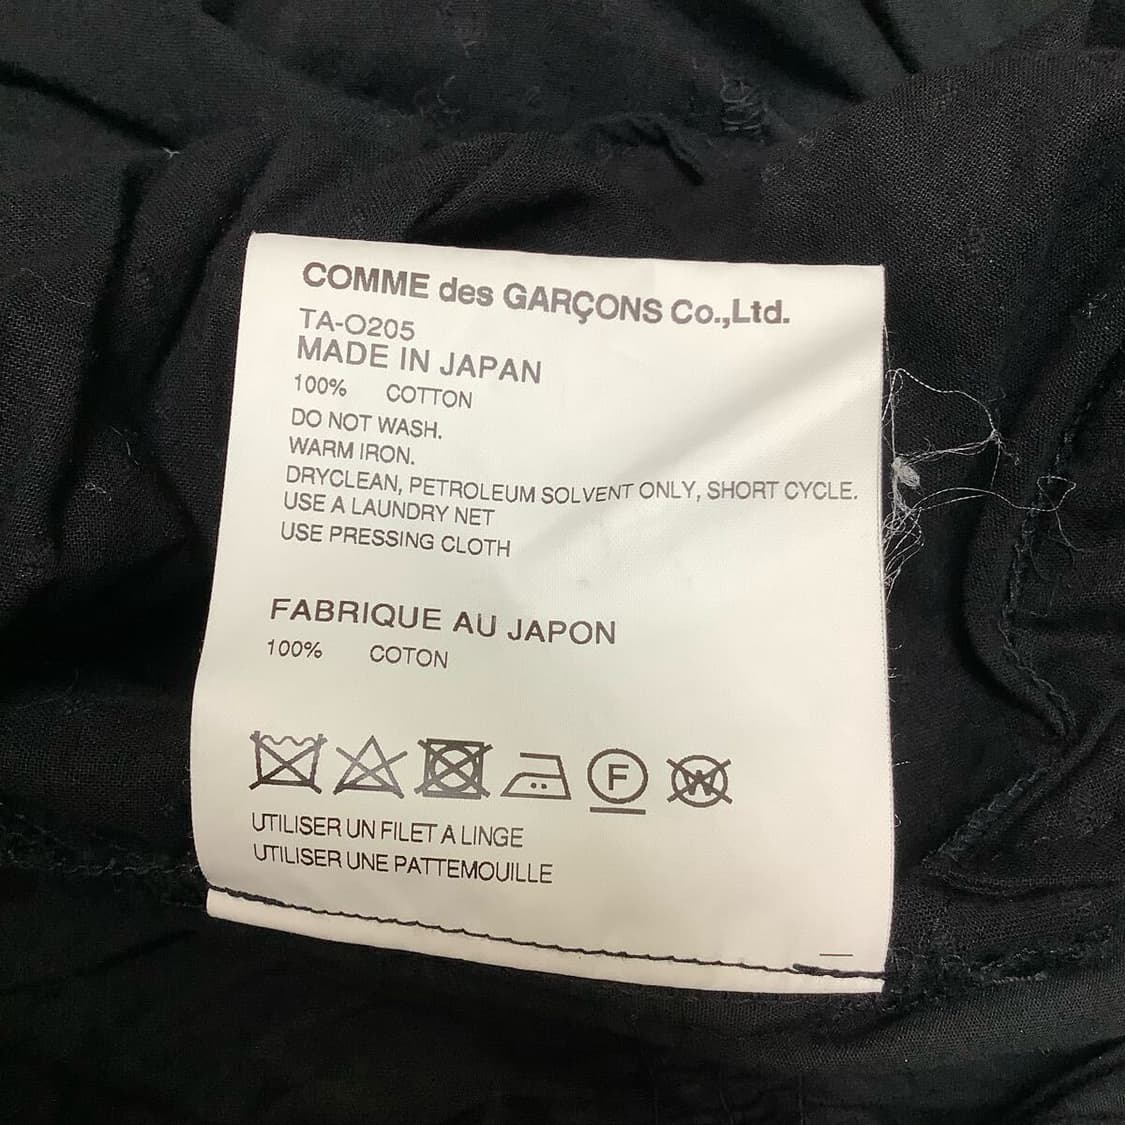 COMME des GARÇONS Co.,Ltd.
TA-O205
MADE IN JAPAN
100% COTTON
DO NOT WASH.
WARM IRON.
DRYCLEAN, PETROLEUM SOLVENT ONLY, SHORT CYCLE.
USE A LAUNDRY NET
USE PRESSING CLOTH
FABRIQUE AU JAPON
100% COTON
F W
UTILISER UN FILET A LINGE
UTILISER UNE PATTEMOUILLE